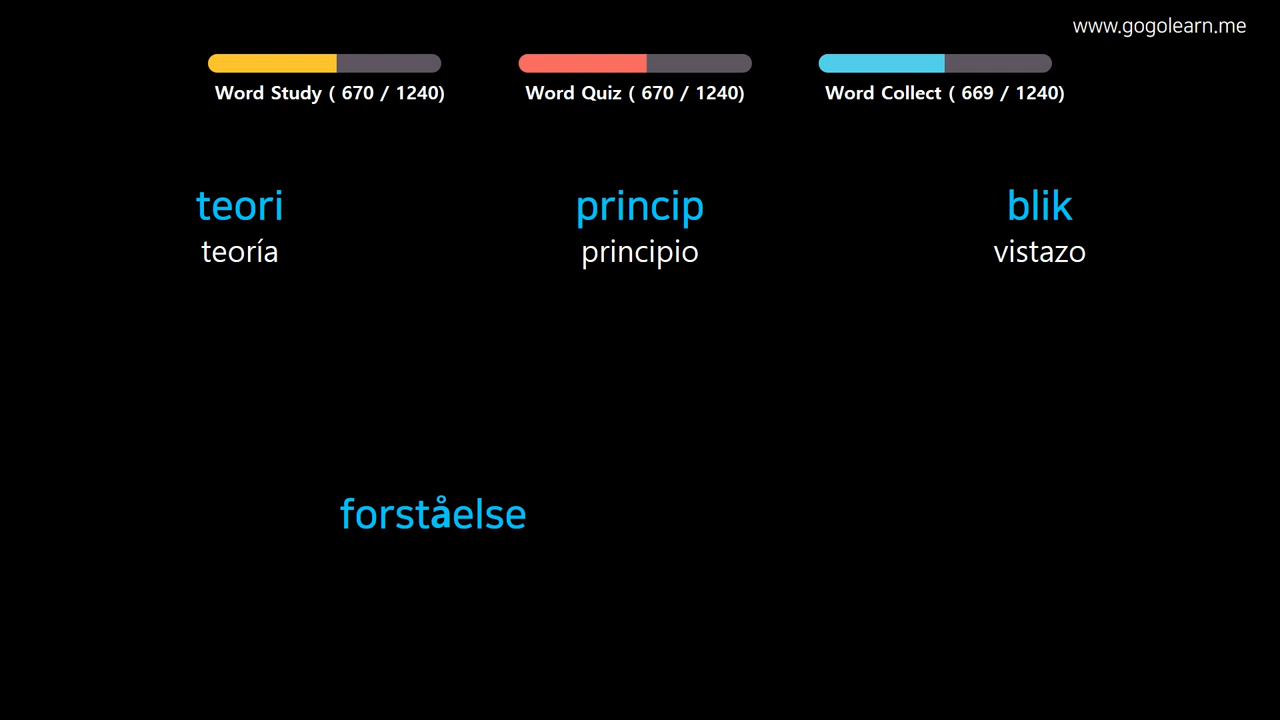 www.gogolearn.me
Word Study ( 670 / 1240)
Word Quiz ( 670 / 1240)
Word Collect ( 669 / 1240)
teori
teoría
princip
principio
blik
vistazo
forståelse